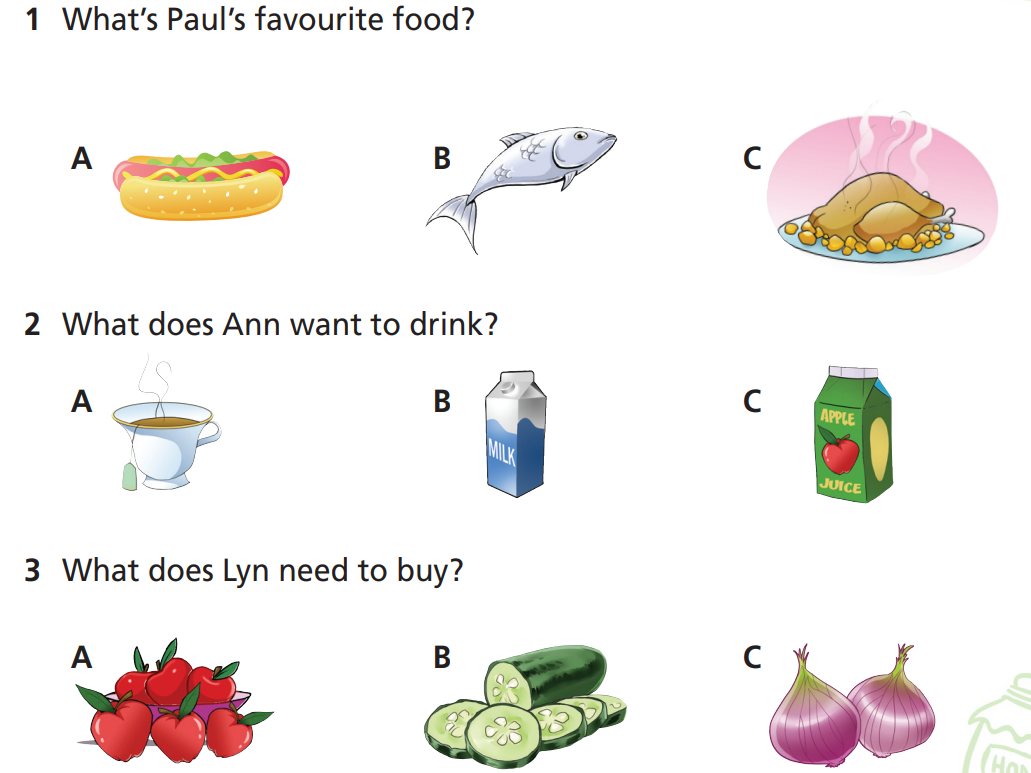 1 What's Paul's favourite food?
A B C
2 What does Ann want to drink?
A B C
MILK
APPLE
JUICE
3 What does Lyn need to buy?
A B C